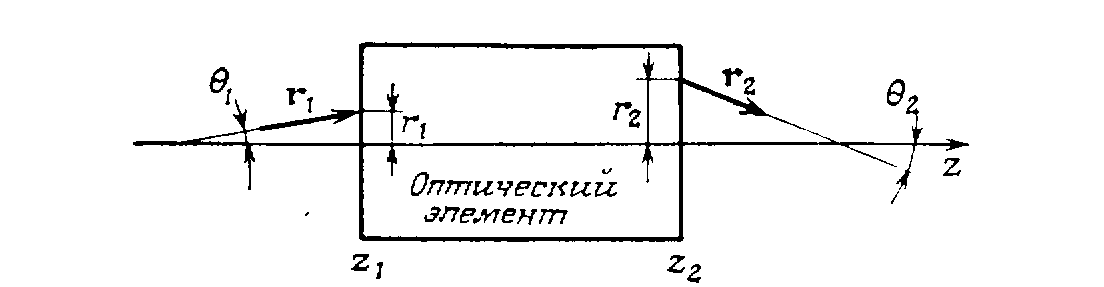 θ₁
r₁
r₁
r₂
r₂
θ₂
z
Оптический
элемент
z₁
z₂